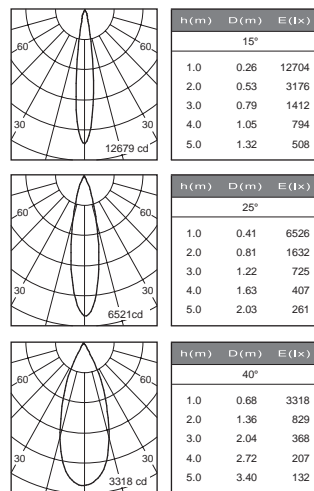 60 60
30 30
12679 cd
h(m) D(m) E(lx)
15°
1.0 0.26 12704
2.0 0.53 3176
3.0 0.79 1412
4.0 1.05 794
5.0 1.32 508
60 60
30 30
6521cd
h(m) D(m) E(lx)
25°
1.0 0.41 6526
2.0 0.81 1632
3.0 1.22 725
4.0 1.63 407
5.0 2.03 261
60 60
30 30
3318 cd
h(m) D(m) E(lx)
40°
1.0 0.68 3318
2.0 1.36 829
3.0 2.04 368
4.0 2.72 207
5.0 3.40 132